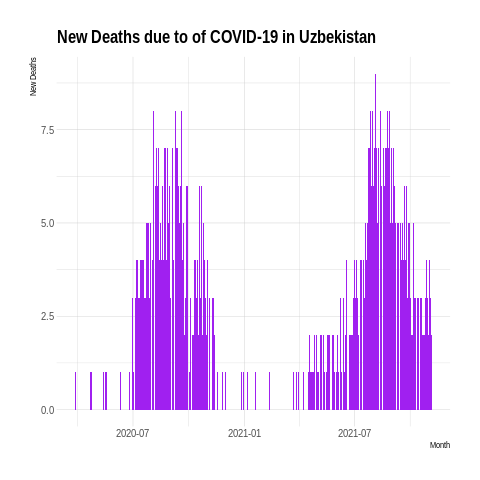 New Deaths due to of COVID-19 in Uzbekistan
New Deaths
7.5
5.0
2.5
0.0
2020-07 2021-01 2021-07
Month